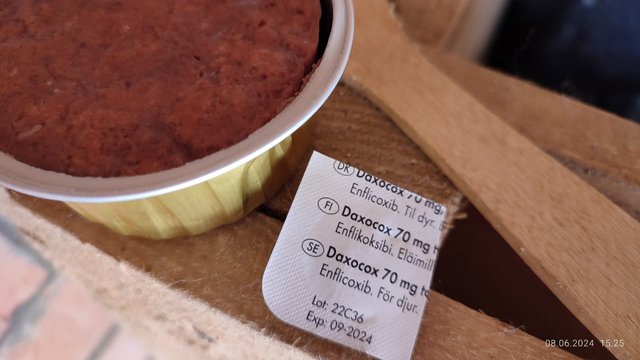 DK Daxocox 70 mg,
Enflicoxib. Til dyr.
FI Daxocox 70 mg
Enflikoksibi. Eläimill
SE Daxocox 70 mg
Enflicoxib. För djur.
Lot: 22C36
Exp: 09-2024
08.06.2024 15:25